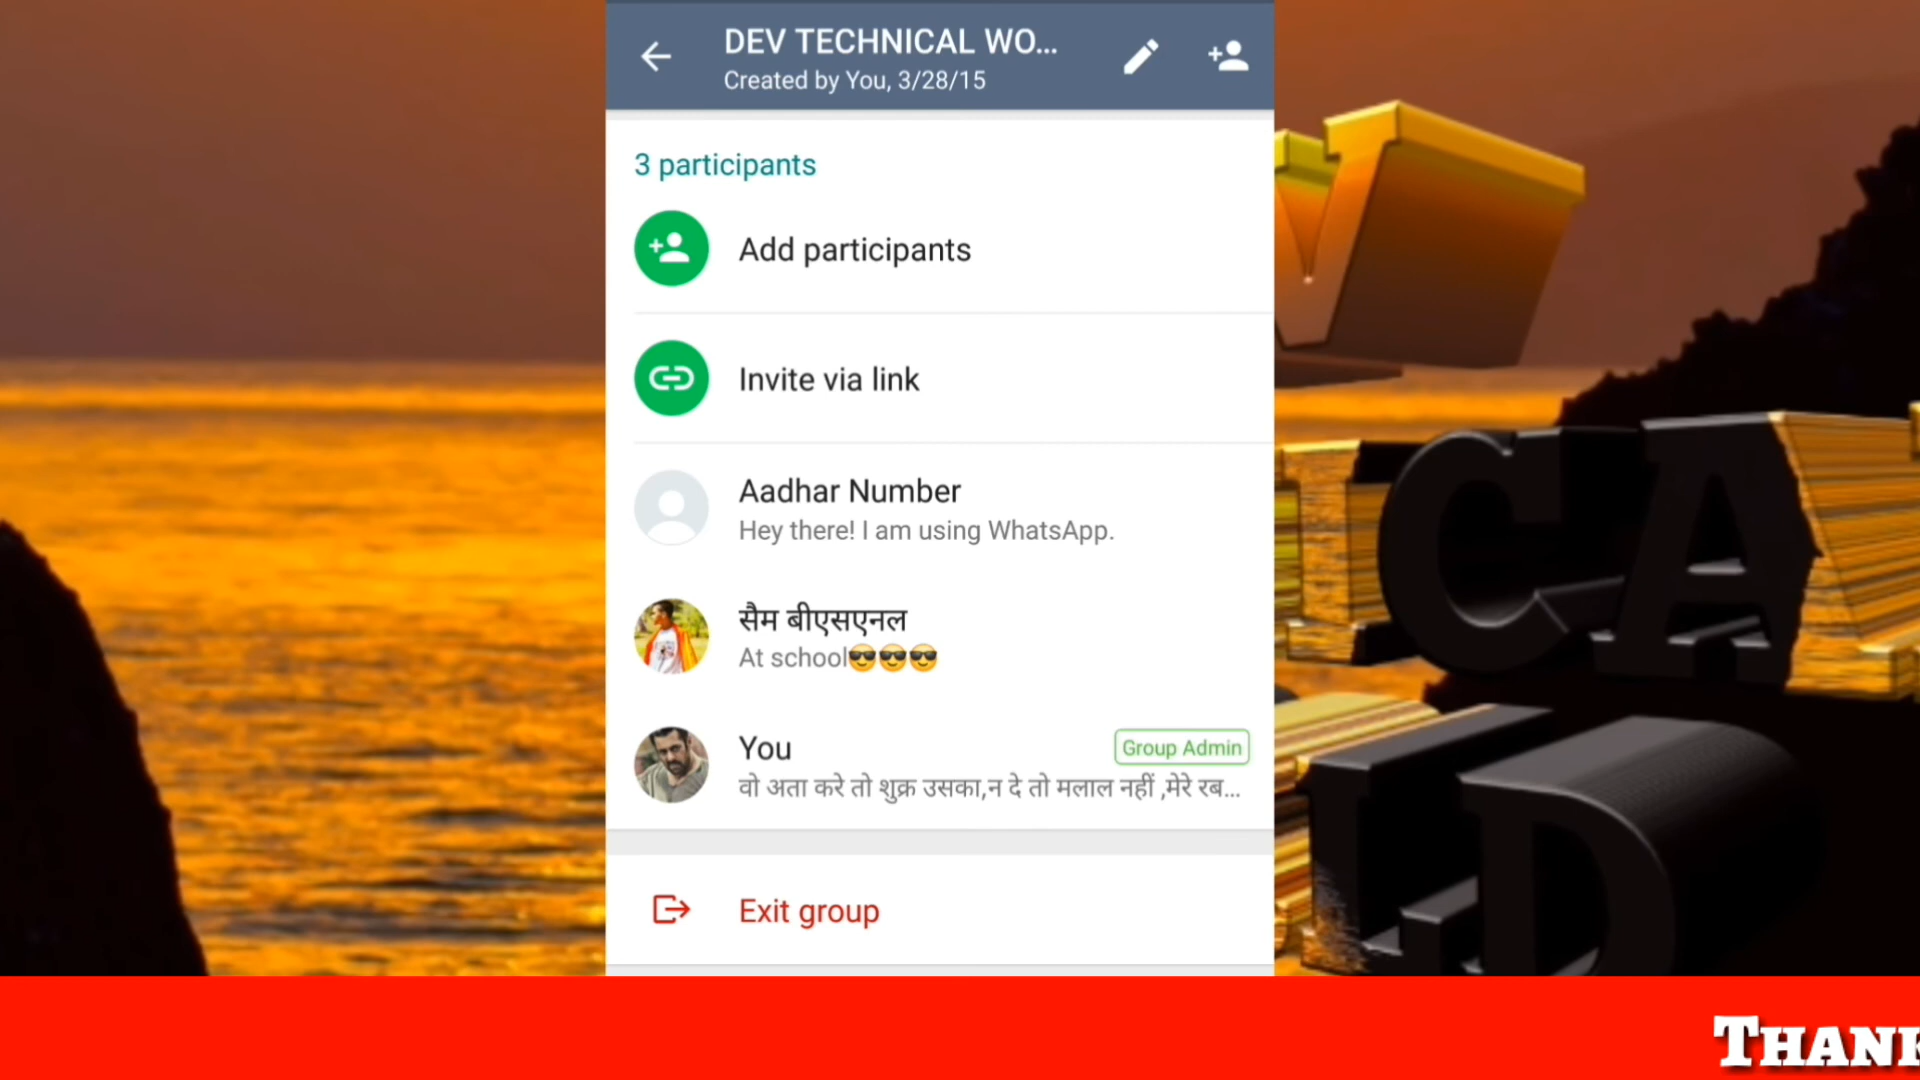 DEV TECHNICAL WO...
Created by You, 3/28/15
3 participants
Add participants
Invite via link
Aadhar Number
Hey there! I am using WhatsApp.
सैम बीएसएनल
At school😎😎😎
You
Group Admin
वो अता करे तो शुक्र उसका,न दे तो मलाल नहीं ,मेरे रब...
Exit group
V
CA
LD
THANK